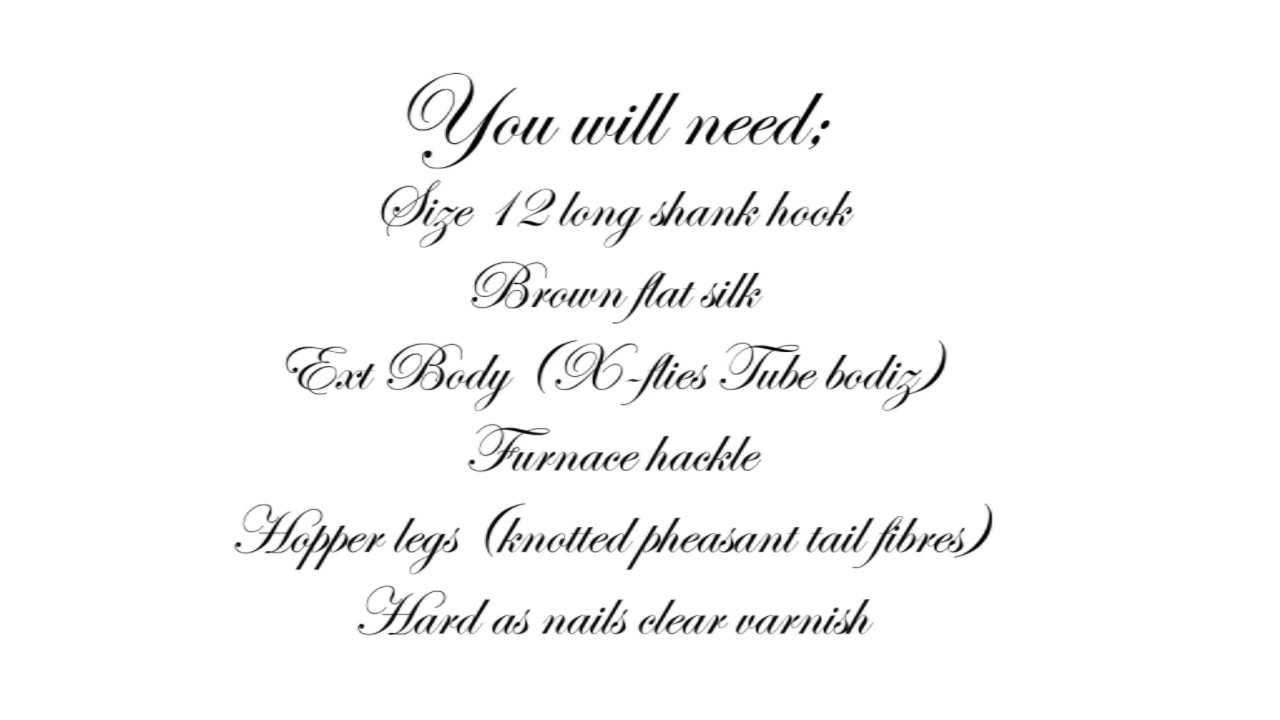 You will need;
Size 12 long shank hook
Brown flat silk
Ext Body (X-flies Tube bodiz)
Furnace hackle
Hopper legs (knotted pheasant tail fibres)
Hard as nails clear varnish